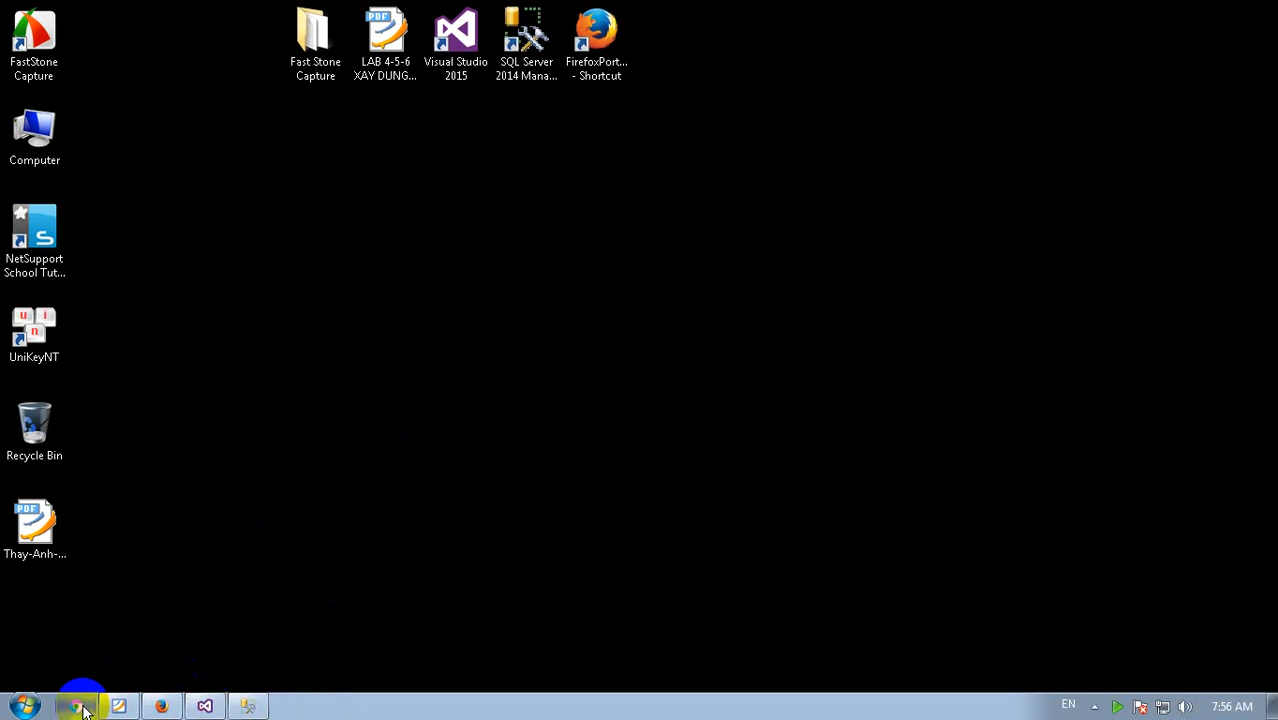 FastStone
Capture
Fast Stone
Capture
LAB 4-5-6
XAY DUNG...
Visual Studio
2015
SQL Server
2014 Mana...
FirefoxPort...
- Shortcut
Computer
NetSupport
School Tut...
UniKeyNT
Recycle Bin
Thay-Anh-...
EN
7:56 AM